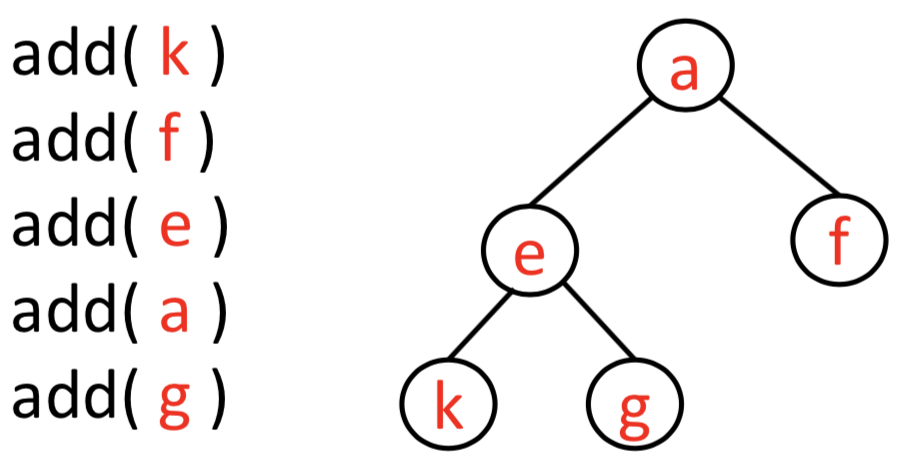 add( k )
add( f )
add( e )
add( a )
add( g )
a
e
f
k
g